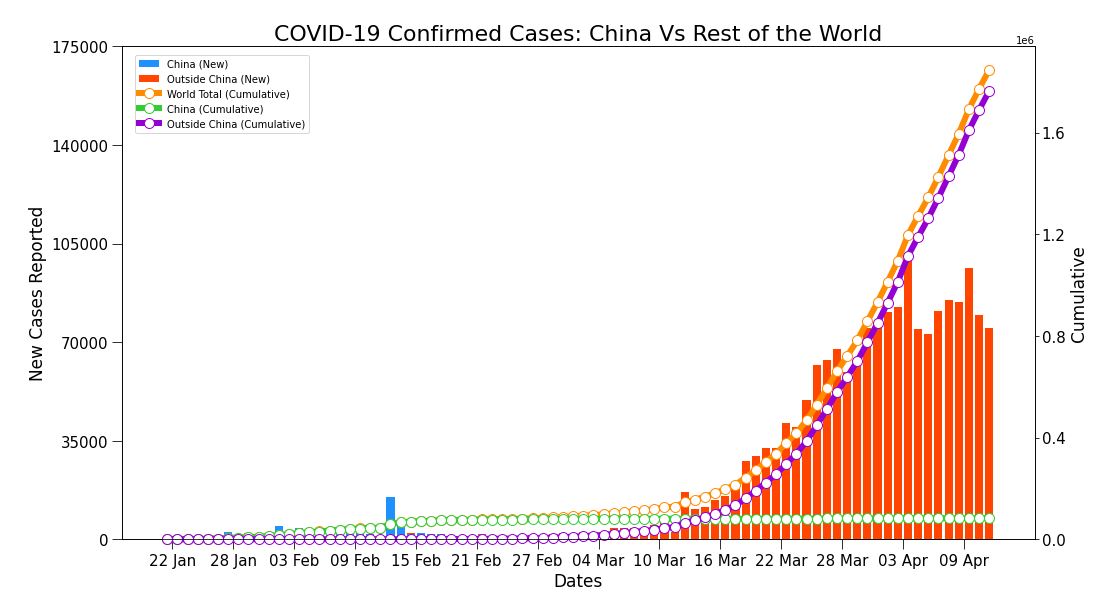 COVID-19 Confirmed Cases: China Vs Rest of the World
1e6
China (New)
Outside China (New)
World Total (Cumulative)
China (Cumulative)
Outside China (Cumulative)
175000
140000
105000
70000
35000
0
New Cases Reported
1.6
1.2
0.8
0.4
0.0
Cumulative
22 Jan 28 Jan 03 Feb 09 Feb 15 Feb 21 Feb 27 Feb 04 Mar 10 Mar 16 Mar 22 Mar 28 Mar 03 Apr 09 Apr
Dates